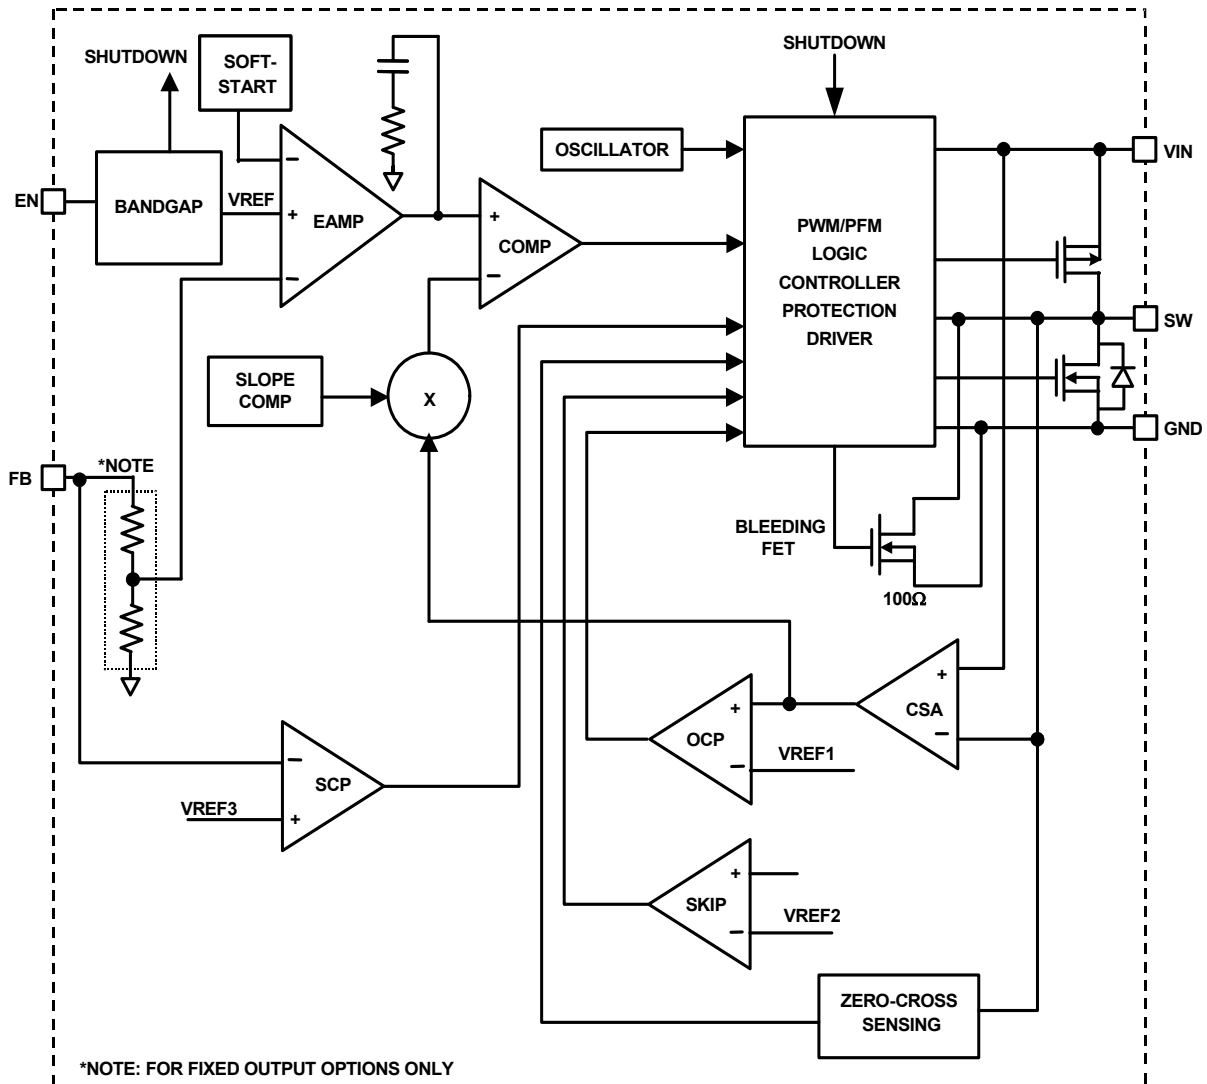 SHUTDOWN
SOFT-
START
SHUTDOWN
OSCILLATOR
VIN
EN
BANDGAP
VREF
−
+
−
EAMP
+
−
COMP
PWM/PFM
LOGIC
CONTROLLER
PROTECTION
DRIVER
SW
SLOPE
COMP
X
GND
FB
*NOTE
BLEEDING
FET
100Ω
+
−
CSA
+
−
OCP
VREF1
−
+
SCP
VREF3
+
−
SKIP
VREF2
ZERO-CROSS
SENSING
*NOTE: FOR FIXED OUTPUT OPTIONS ONLY